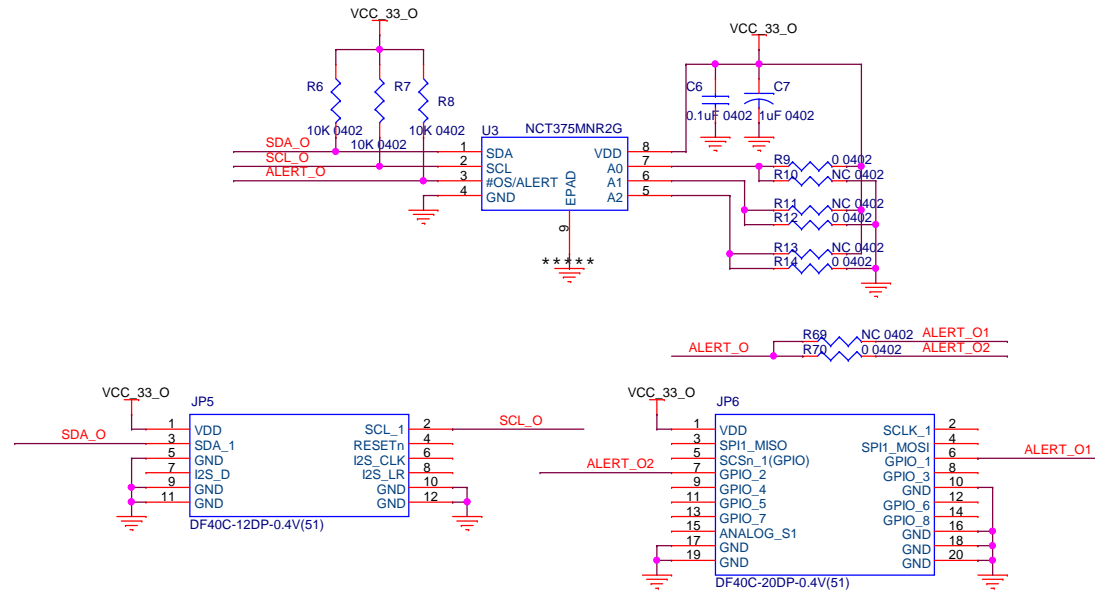 VCC_33_O
VCC_33_O
R6
R7
R8
C6
C7
0.1uF 0402
1uF 0402
10K 0402
10K 0402
10K 0402
U3
NCT375MNR2G
SDA_O
1
SDA
VDD
8
SCL_O
2
SCL
A0
7
R9
0 0402
ALERT_O
3
#OS/ALERT
A1
6
R10
NC 0402
4
GND
A2
5
EPAD
9
R11
NC 0402
R12
0 0402
R13
NC 0402
R14
0 0402
*****
R69
NC 0402
ALERT_O1
ALERT_O
R70
0 0402
ALERT_O2
VCC_33_O
JP5
SDA_O
SCL_O
1
VDD
SCL_1
2
3
SDA_1
RESETn
4
5
GND
I2S_CLK
6
7
I2S_D
I2S_LR
8
9
GND
GND
10
11
GND
GND
12
DF40C-12DP-0.4V(51)
VCC_33_O
JP6
1
VDD
SCLK_1
2
3
SPI1_MISO
SPI1_MOSI
4
5
SCSn_1(GPIO)
GPIO_1
6
ALERT_O1
ALERT_O2
7
GPIO_2
GPIO_3
8
9
GPIO_4
GND
10
11
GPIO_5
GPIO_6
12
13
GPIO_7
GPIO_8
14
15
ANALOG_S1
GND
16
17
GND
GND
18
19
GND
GND
20
DF40C-20DP-0.4V(51)